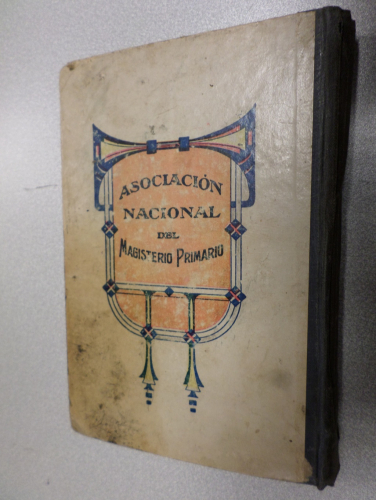 ASOCIACIÓN
NACIONAL
DEL
MAGISTERIO PRIMARIO